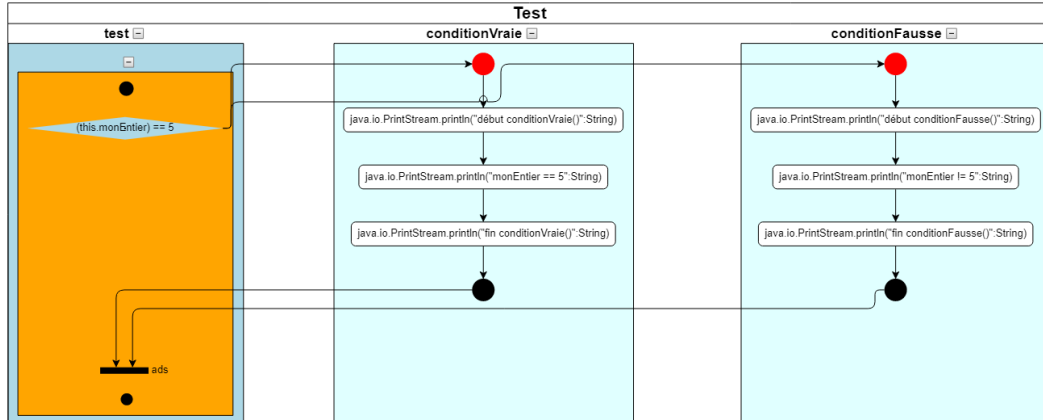 Test
test
conditionVraie
conditionFausse
(this.monEntier) == 5
java.io.PrintStream.println("début conditionVraie()":String)
java.io.PrintStream.println("début conditionFausse()":String)
java.io.PrintStream.println("monEntier == 5":String)
java.io.PrintStream.println("monEntier != 5":String)
java.io.PrintStream.println("fin conditionVraie()":String)
java.io.PrintStream.println("fin conditionFausse()":String)
ads